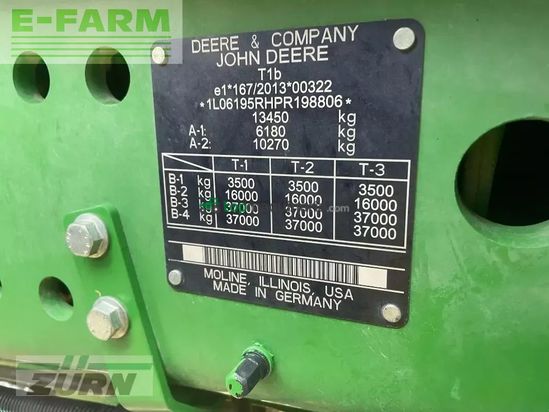 E-FARM
DEERE & COMPANY
JOHN DEERE
T1b
e1*167/2013*00322
*1L06195RHPR198806*
13450 kg
A-1: 6180 kg
A-2: 10270 kg
T-1 T-2 T-3
B-1 kg 3500 3500 3500
B-2 kg 16000 16000 16000
B-3 kg 37000 37000 37000
B-4 kg 37000 37000 37000
MOLINE, ILLINOIS, USA
MADE IN GERMANY
ZÜRN